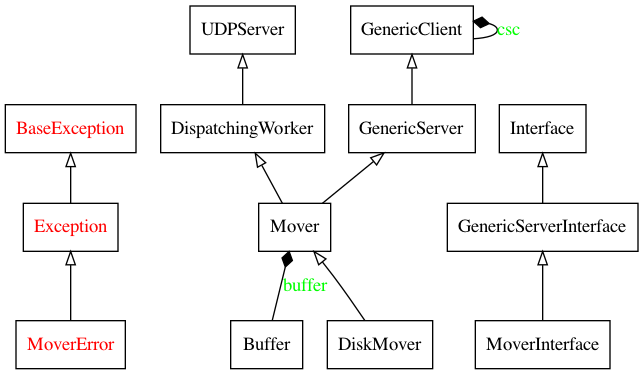 UDPServer
GenericClient
csc
BaseException
DispatchingWorker
GenericServer
Interface
Exception
Mover
GenericServerInterface
buffer
MoverError
Buffer
DiskMover
MoverInterface